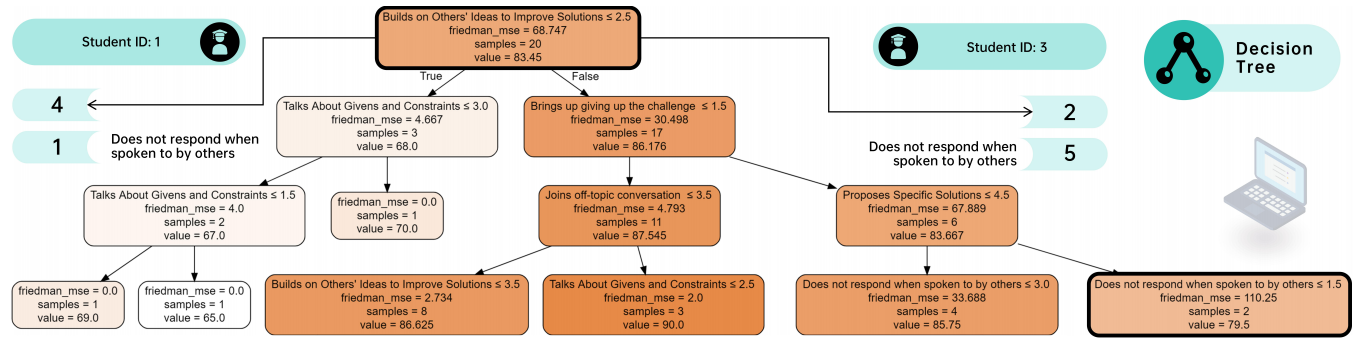 Student ID: 1
4
1
Does not respond when
spoken to by others
Builds on Others' Ideas to Improve Solutions ≤ 2.5
friedman_mse = 68.747
samples = 20
value = 83.45
True
False
Student ID: 3
2
Does not respond when
spoken to by others
5
Decision
Tree
Talks About Givens and Constraints ≤ 3.0
friedman_mse = 4.667
samples = 3
value = 68.0
Brings up giving up the challenge ≤ 1.5
friedman_mse = 30.498
samples = 17
value = 86.176
Talks About Givens and Constraints ≤ 1.5
friedman_mse = 4.0
samples = 2
value = 67.0
friedman_mse = 0.0
samples = 1
value = 70.0
Joins off-topic conversation ≤ 3.5
friedman_mse = 4.793
samples = 11
value = 87.545
Proposes Specific Solutions ≤ 4.5
friedman_mse = 67.889
samples = 6
value = 83.667
friedman_mse = 0.0
samples = 1
value = 69.0
friedman_mse = 0.0
samples = 1
value = 65.0
Builds on Others' Ideas to Improve Solutions ≤ 3.5
friedman_mse = 2.734
samples = 8
value = 86.625
Talks About Givens and Constraints ≤ 2.5
friedman_mse = 2.0
samples = 3
value = 90.0
Does not respond when spoken to by others ≤ 3.0
friedman_mse = 33.688
samples = 4
value = 85.75
Does not respond when spoken to by others ≤ 1.5
friedman_mse = 110.25
samples = 2
value = 79.5